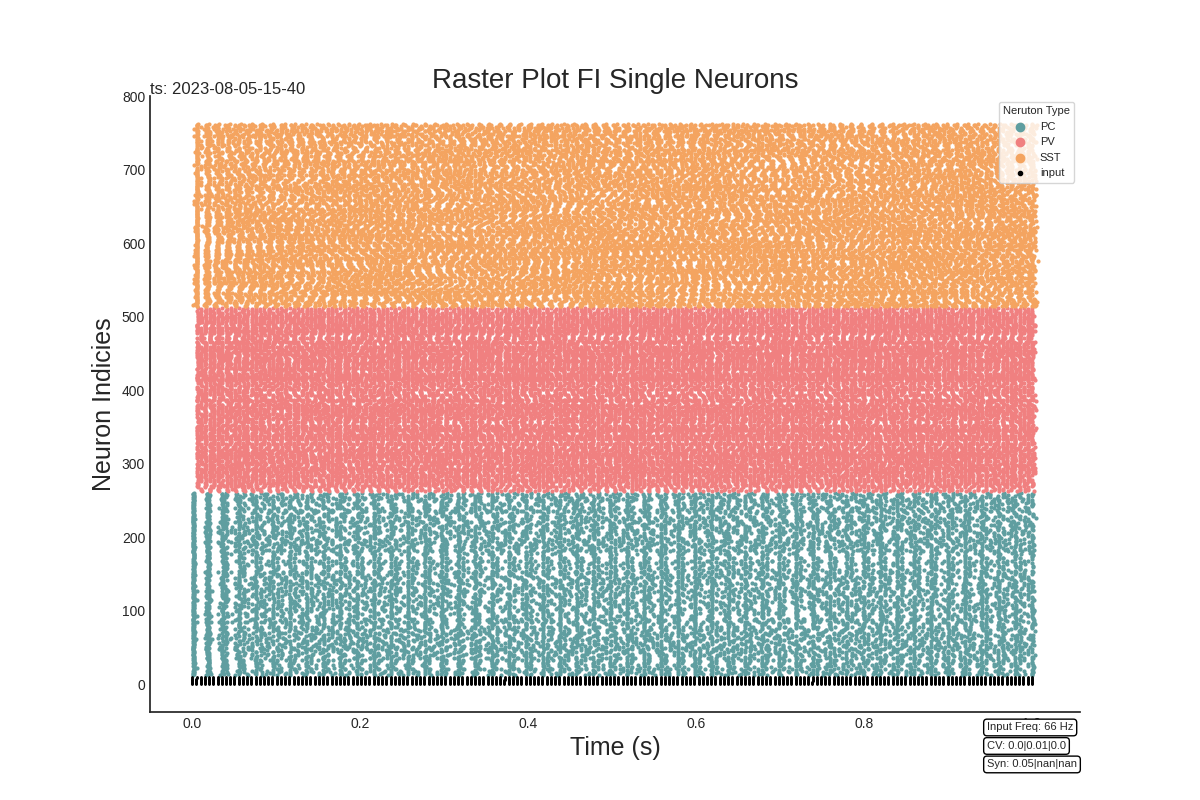 Raster Plot FI Single Neurons
ts: 2023-08-05-15-40
Neruton Type
PC
PV
SST
input
800
700
600
500
400
300
200
100
0
Neuron Indicies
0.0 0.2 0.4 0.6 0.8
Time (s)
Input Freq: 66 Hz
CV: 0.0|0.01|0.0
Syn: 0.05|nan|nan